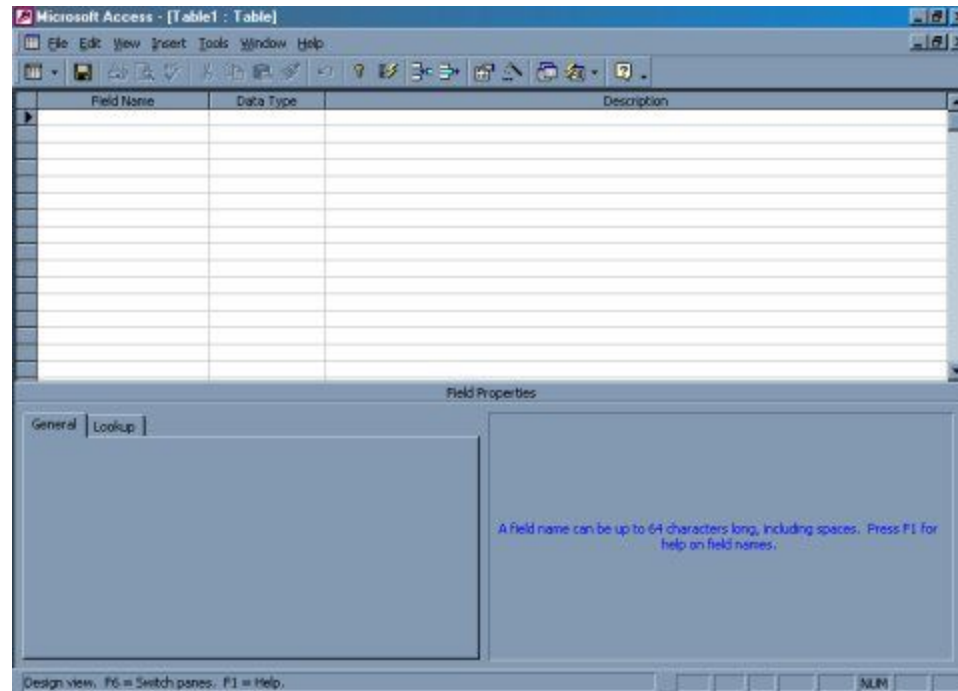 Microsoft Access - [Table1 : Table]
File Edit View Insert Tools Window Help
Field Name Data Type Description
Field Properties
General Lookup
A field name can be up to 64 characters long, including spaces. Press F1 for
help on field names.
Design view. F6 = Switch panes. F1 = Help. NUM